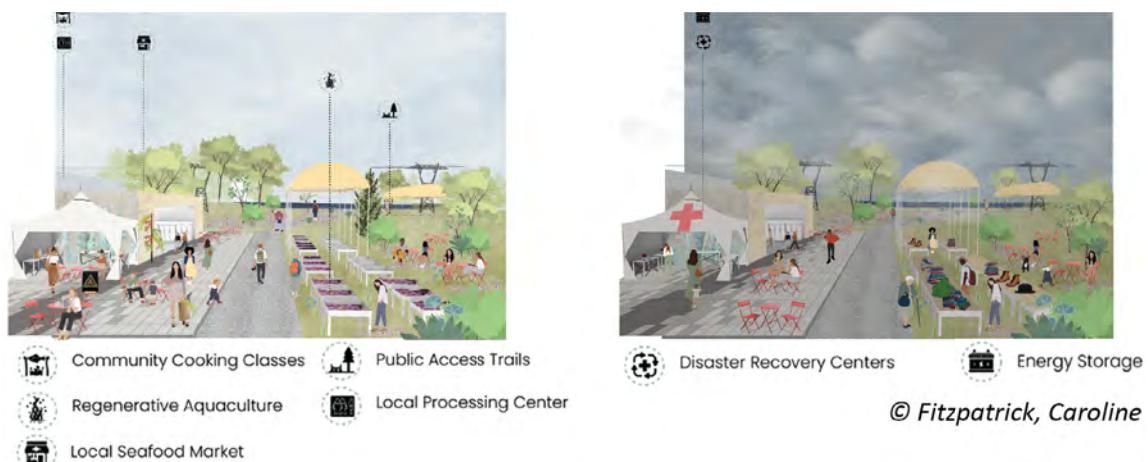 Community Cooking Classes
Public Access Trails
Regenerative Aquaculture
Local Processing Center
Local Seafood Market
Disaster Recovery Centers
Energy Storage
© Fitzpatrick, Caroline